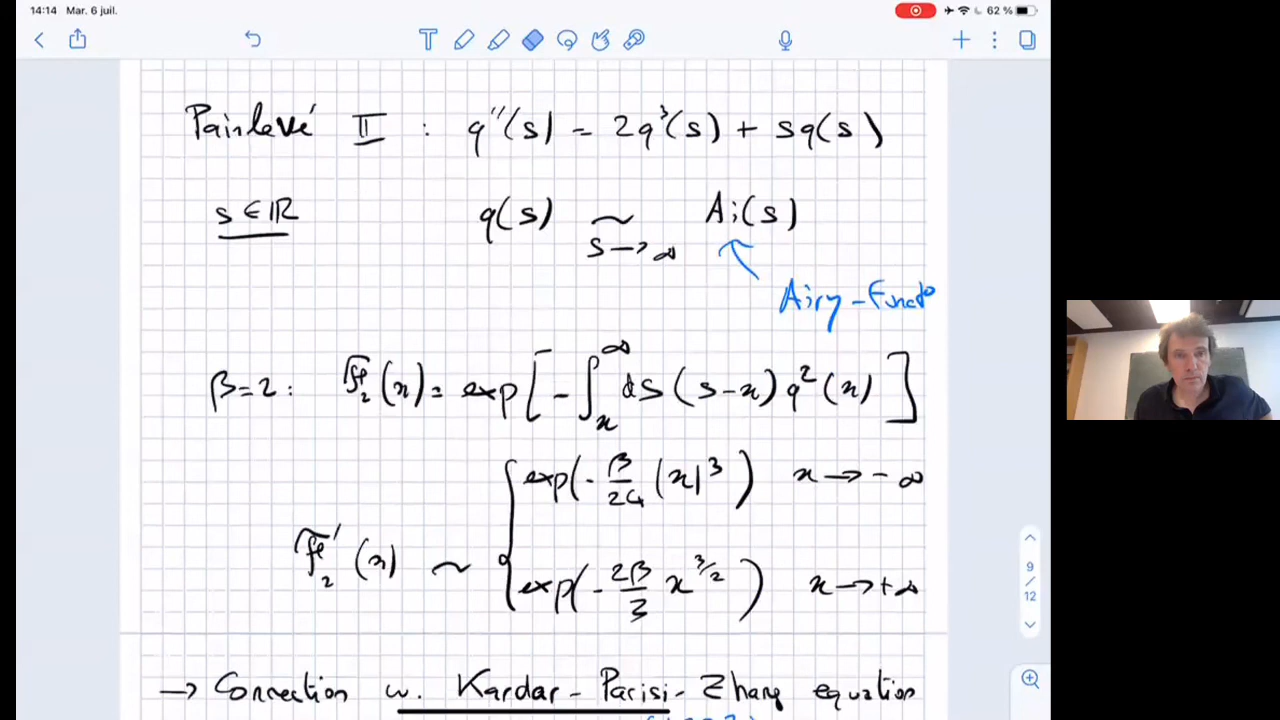 14:14 Mar. 6 juil.
62 %
Painlevé II : q''(s) = 2q³(s) + sq(s)
s ∈ ℝ q(s) ~ Ai(s)
s → ∞
Airy - Funct
β=2 : ℱ₂(x) = exp[ - ∫ₓ^∞ ds (s-x) q²(x) ]
exp(- β/24 |x|³) x → - ∞
ℱ₂'(x) ~
exp(- 2β/3 x^3/2) x → + ∞
9
/
12
→ Connection w. Kardar - Parisi - Zhang equation